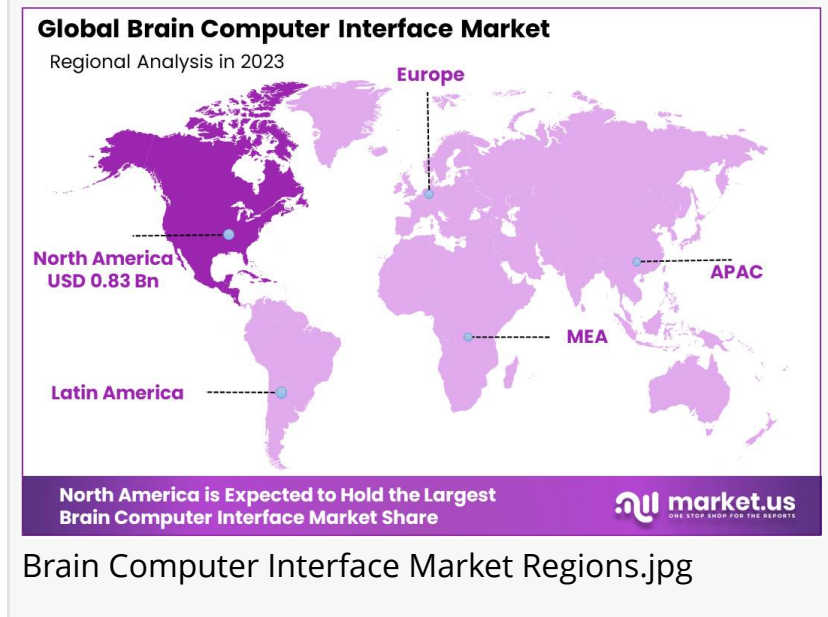 Global Brain Computer Interface Market
Regional Analysis in 2023
Europe
North America
USD 0.83 Bn
APAC
MEA
Latin America
North America is Expected to Hold the Largest
Brain Computer Interface Market Share
market.us
ONE STOP SHOP FOR THE REPORTS
Brain Computer Interface Market Regions.jpg